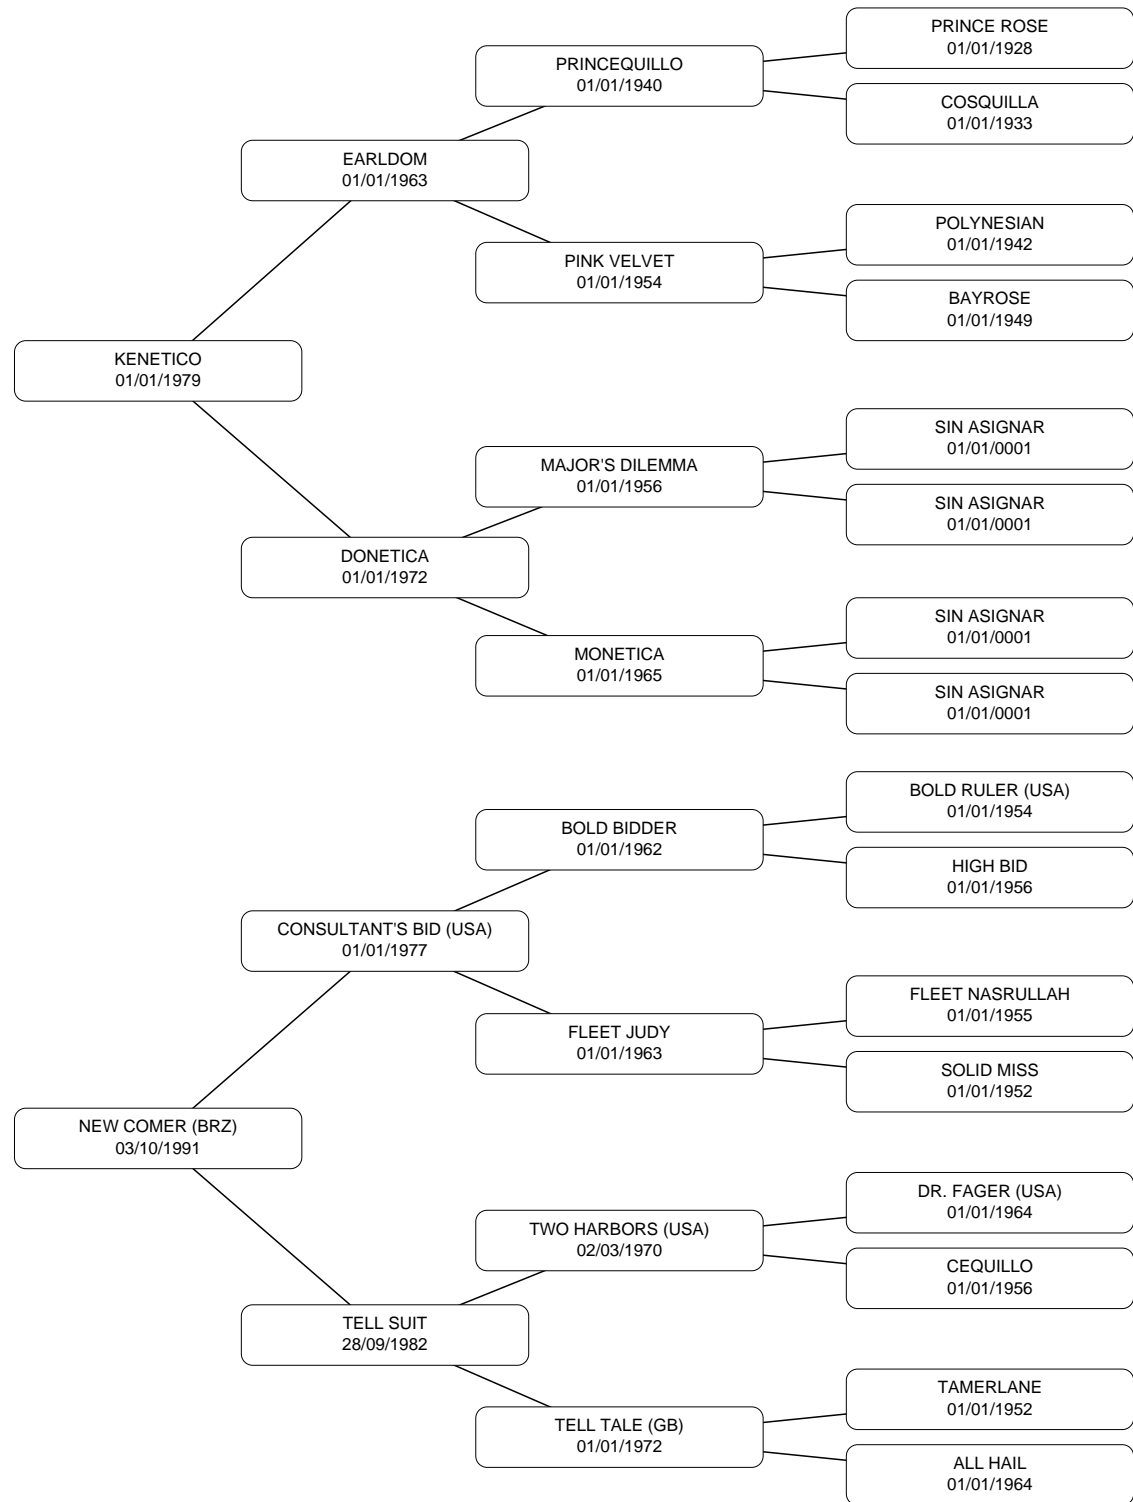 PRINCE ROSE
01/01/1928
PRINCEQUILLO
01/01/1940
COSQUILLA
01/01/1933
EARLDOM
01/01/1963
POLYNESIAN
01/01/1942
PINK VELVET
01/01/1954
BAYROSE
01/01/1949
KENETICO
01/01/1979
SIN ASIGNAR
01/01/0001
MAJOR'S DILEMMA
01/01/1956
SIN ASIGNAR
01/01/0001
DONETICA
01/01/1972
SIN ASIGNAR
01/01/0001
MONETICA
01/01/1965
SIN ASIGNAR
01/01/0001
BOLD RULER (USA)
01/01/1954
BOLD BIDDER
01/01/1962
HIGH BID
01/01/1956
CONSULTANT'S BID (USA)
01/01/1977
FLEET NASRULLAH
01/01/1955
FLEET JUDY
01/01/1963
SOLID MISS
01/01/1952
NEW COMER (BRZ)
03/10/1991
DR. FAGER (USA)
01/01/1964
TWO HARBORS (USA)
02/03/1970
CEQUILLO
01/01/1956
TELL SUIT
28/09/1982
TAMERLANE
01/01/1952
TELL TALE (GB)
01/01/1972
ALL HAIL
01/01/1964